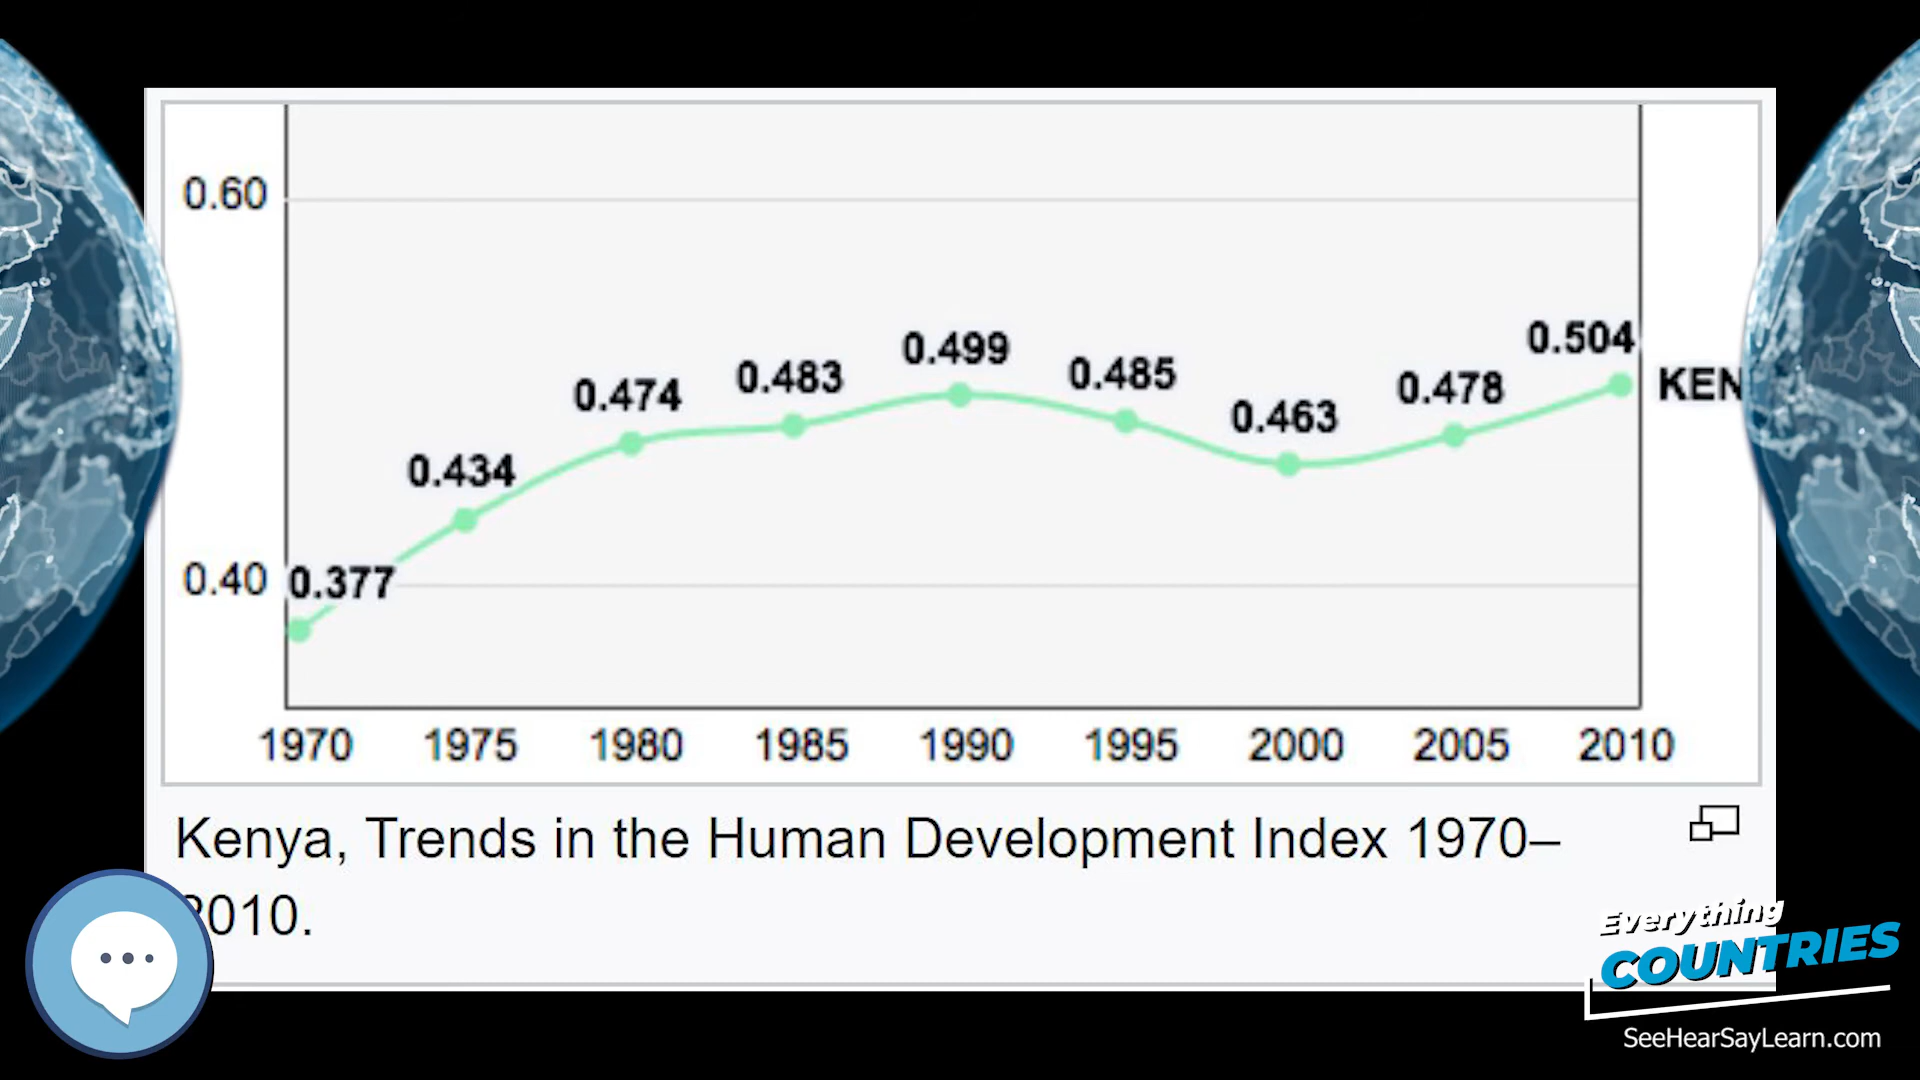 0.60
0.504
0.499
0.483
0.485
0.478
0.474
0.463
KEN
0.434
0.40
0.377
1970 1975 1980 1985 1990 1995 2000 2005 2010
Kenya, Trends in the Human Development Index 1970–
2010.
Everything
COUNTRIES
SeeHearSayLearn.com